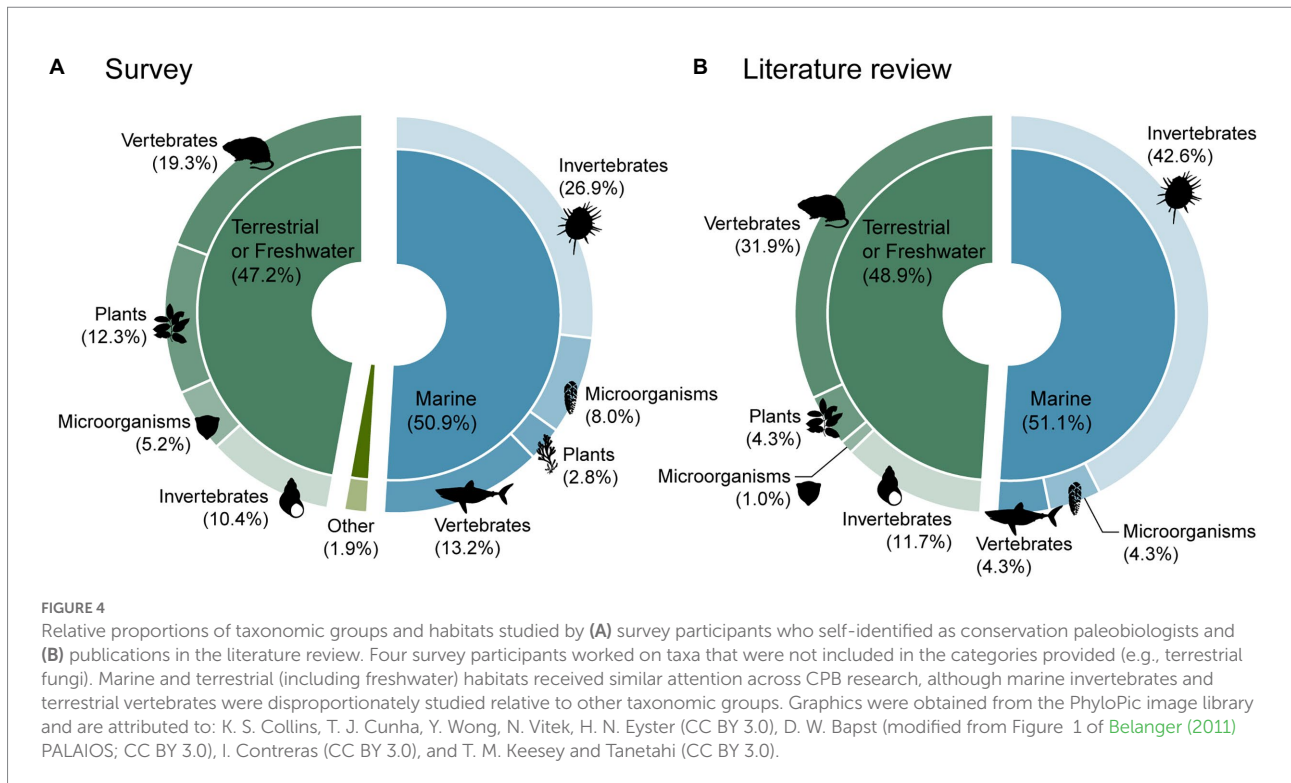 A Survey
Vertebrates
(19.3%)
Terrestrial
or Freshwater
(47.2%)
Plants
(12.3%)
Microorganisms
(5.2%)
Invertebrates
(10.4%)
Other
(1.9%)
Invertebrates
(26.9%)
Marine
(50.9%)
Microorganisms
(8.0%)
Plants
(2.8%)
Vertebrates
(13.2%)
B Literature review
Vertebrates
(31.9%)
Terrestrial
or Freshwater
(48.9%)
Plants
(4.3%)
Microorganisms
(1.0%)
Invertebrates
(11.7%)
Invertebrates
(42.6%)
Marine
(51.1%)
Vertebrates
(4.3%)
Microorganisms
(4.3%)
FIGURE 4
Relative proportions of taxonomic groups and habitats studied by (A) survey participants who self-identified as conservation paleobiologists and
(B) publications in the literature review. Four survey participants worked on taxa that were not included in the categories provided (e.g., terrestrial
fungi). Marine and terrestrial (including freshwater) habitats received similar attention across CPB research, although marine invertebrates and
terrestrial vertebrates were disproportionately studied relative to other taxonomic groups. Graphics were obtained from the PhyloPic image library
and are attributed to: K. S. Collins, T. J. Cunha, Y. Wong, N. Vitek, H. N. Eyster (CC BY 3.0), D. W. Bapst (modified from Figure 1 of Belanger (2011)
PALAIOS; CC BY 3.0), I. Contreras (CC BY 3.0), and T. M. Keesey and Tanetahi (CC BY 3.0).